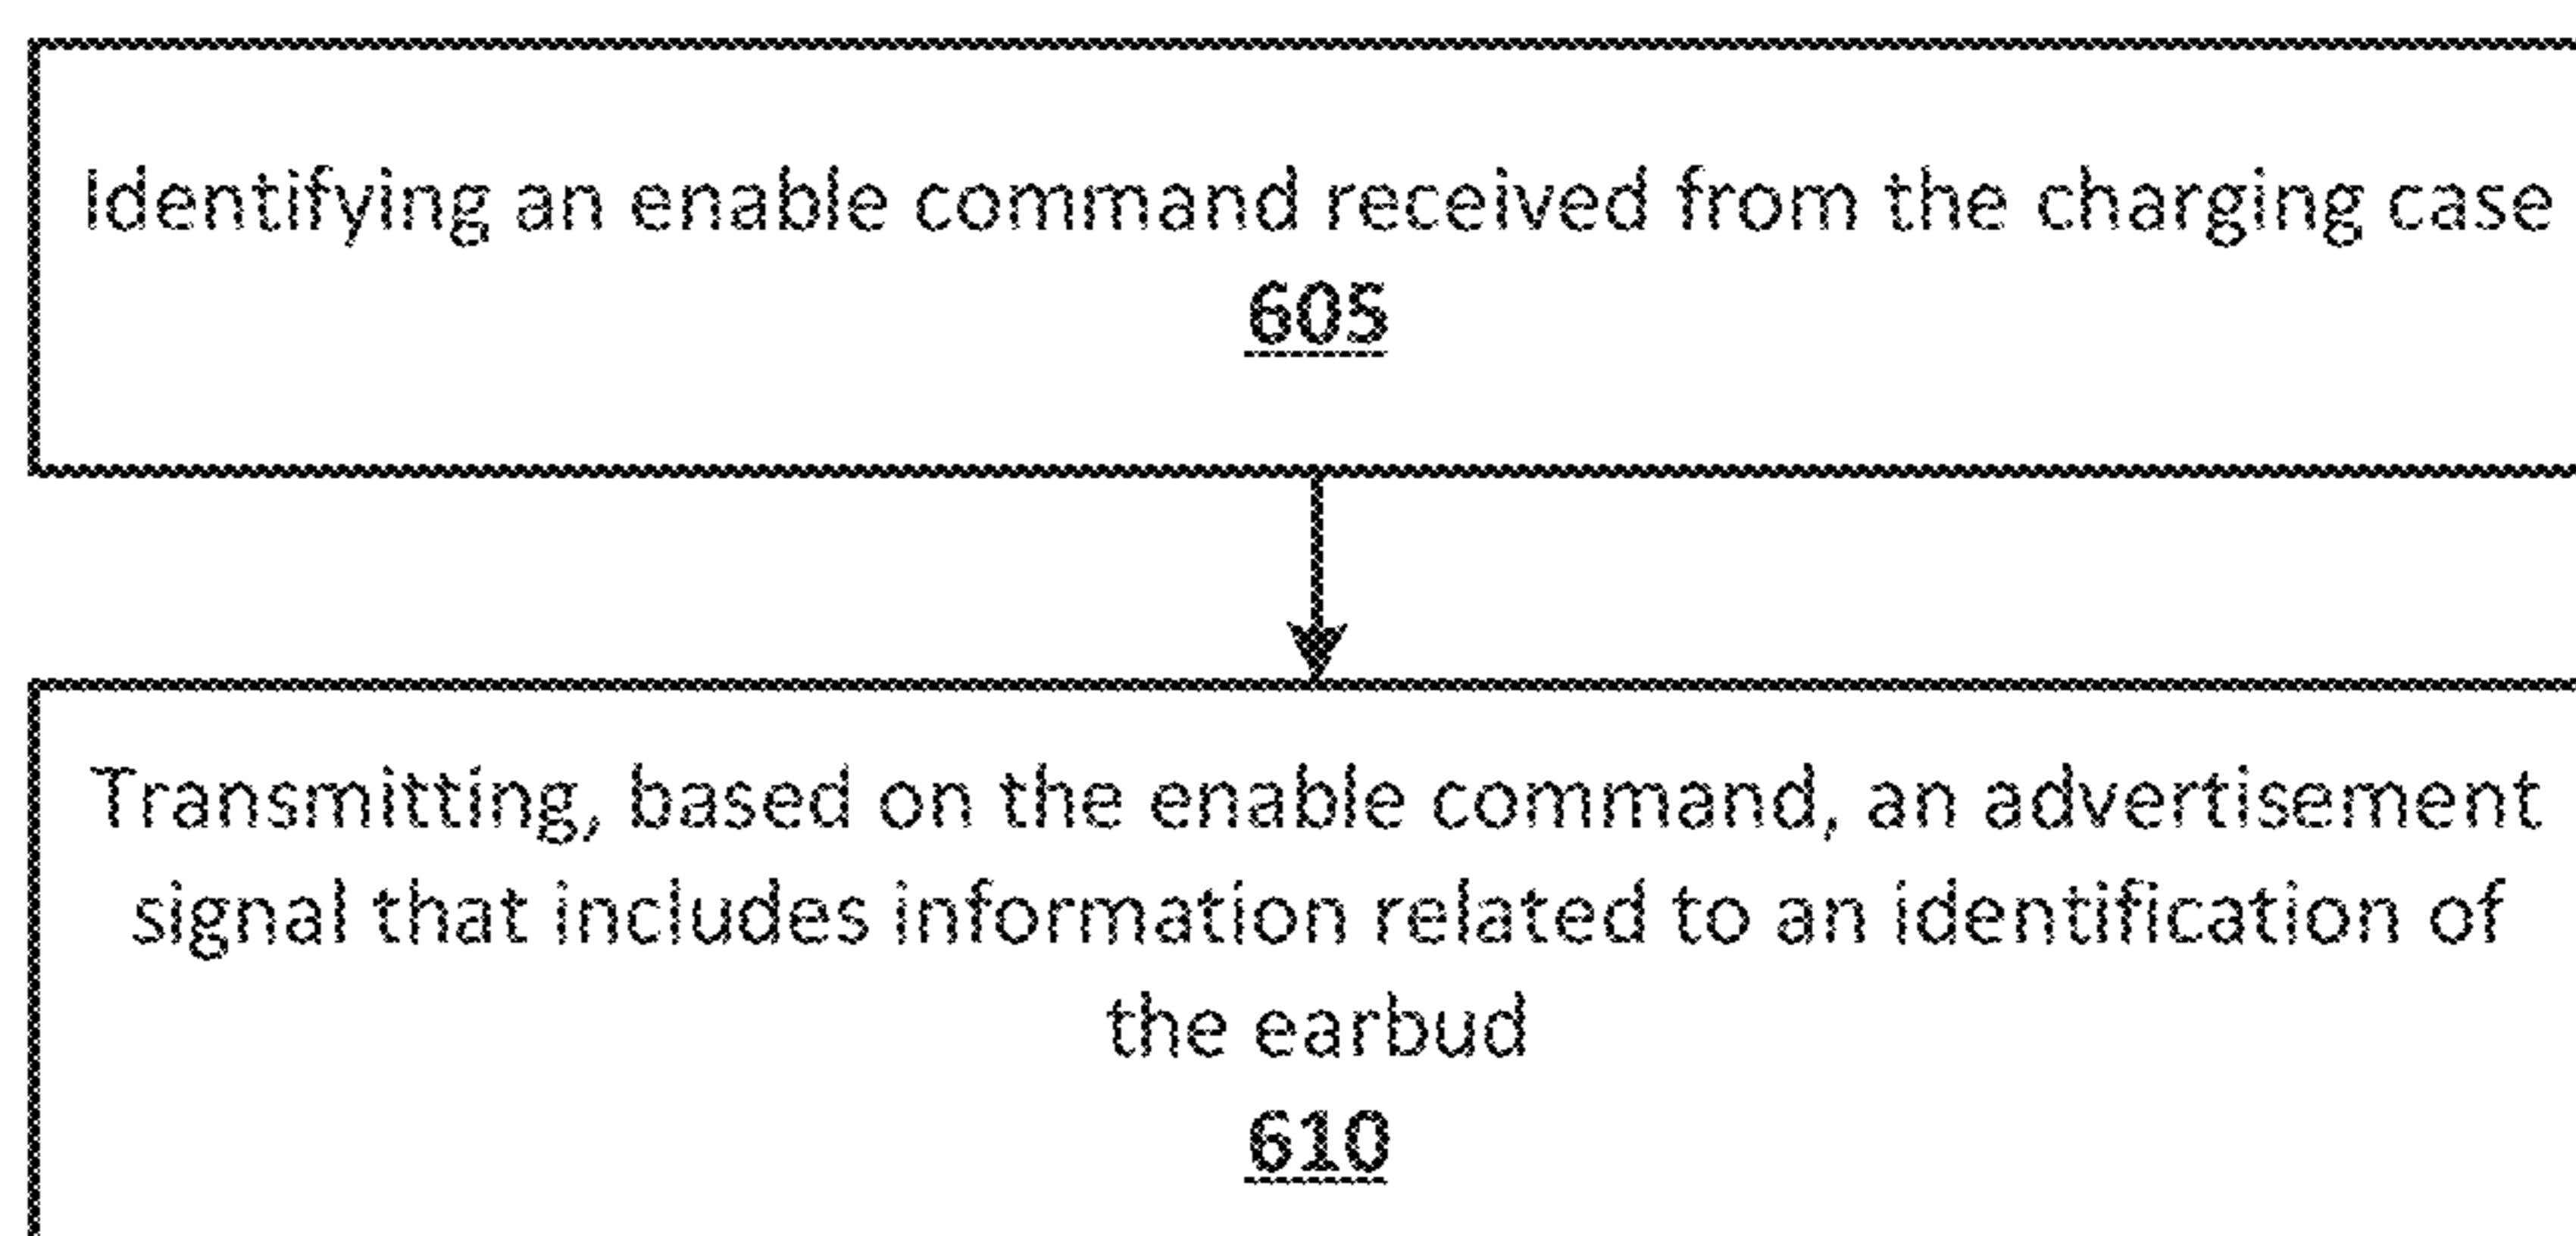 Identifying an enable command received from the charging case
605
Transmitting, based on the enable command, an advertisement
signal that includes information related to an identification of
the earbud
610